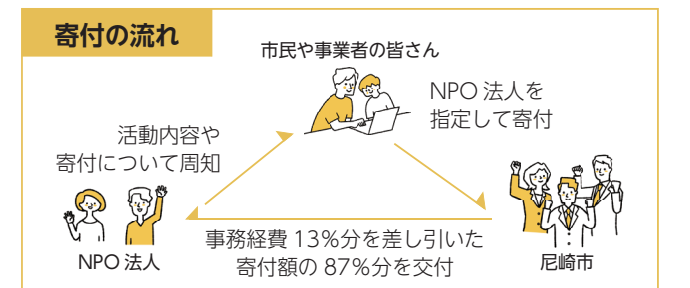 寄付の流れ
市民や事業者の皆さん
NPO 法人を
指定して寄付
活動内容や
寄付について周知
事務経費 13%分を差し引いた
寄付額の 87%分を交付
NPO 法人
尼崎市